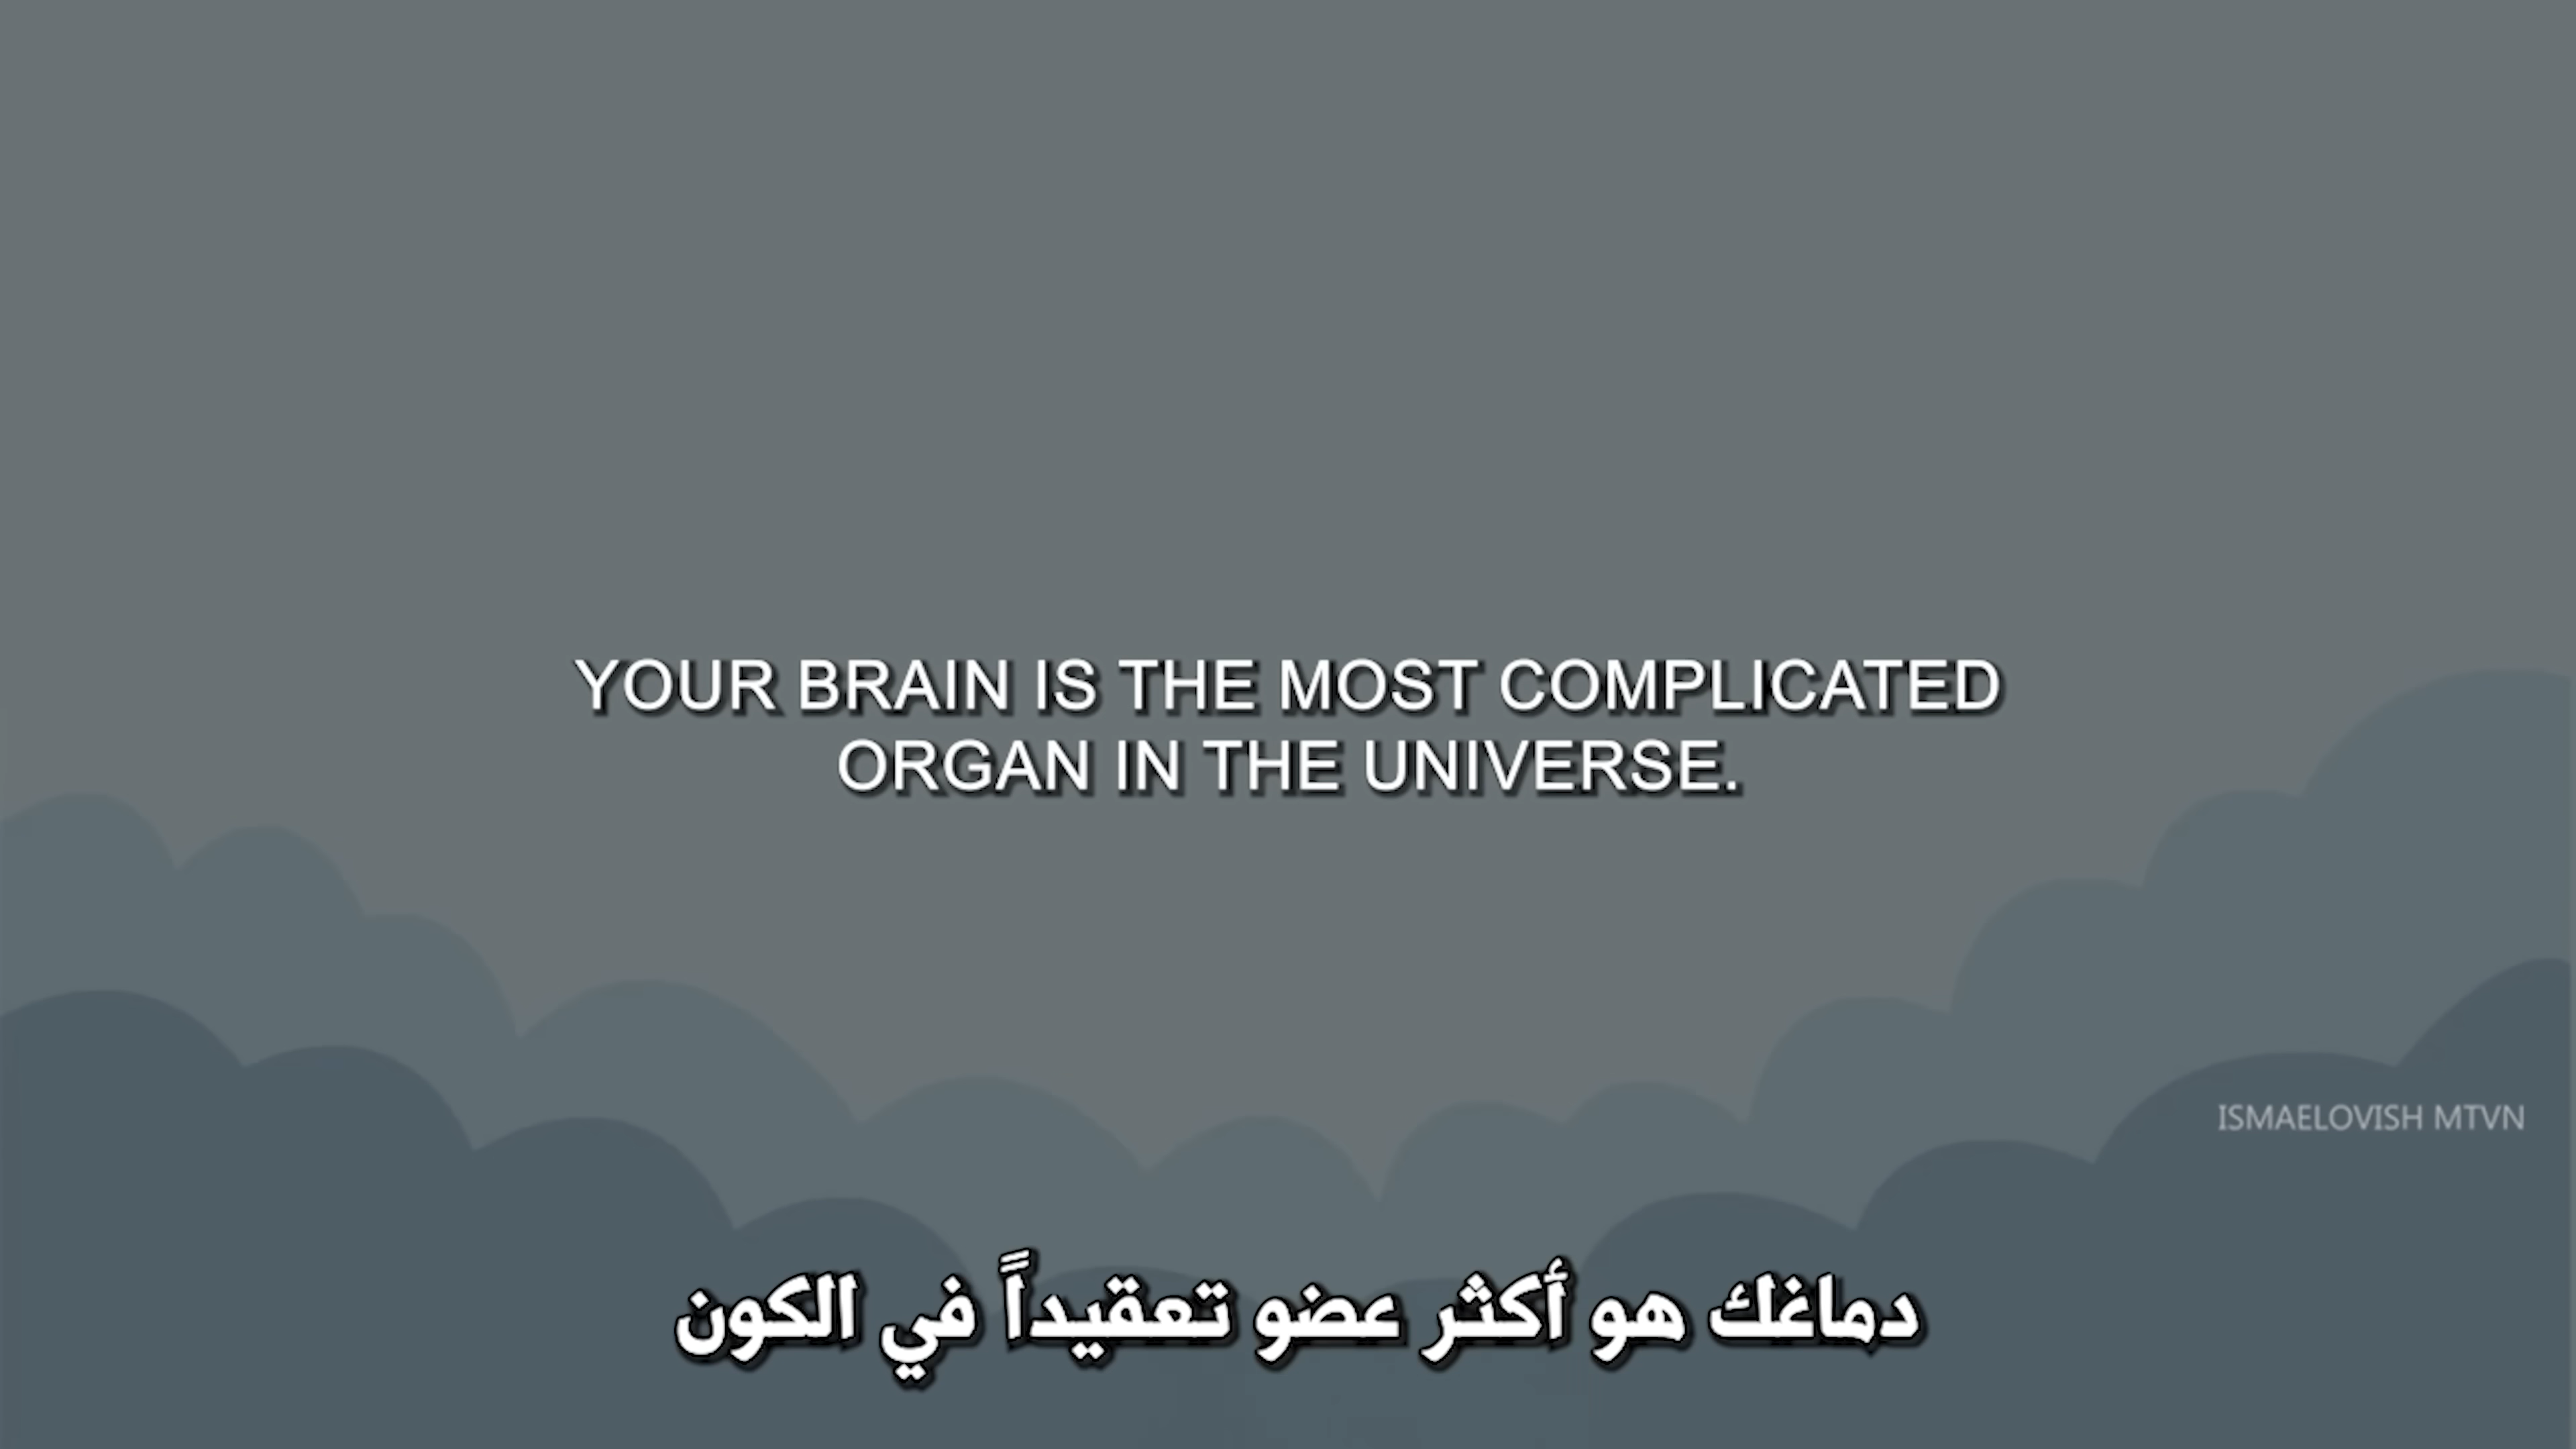 YOUR BRAIN IS THE MOST COMPLICATED
ORGAN IN THE UNIVERSE.
ISMAELOVISH MTVN
دماغك هو أكثر عضو تعقيداً في الكون